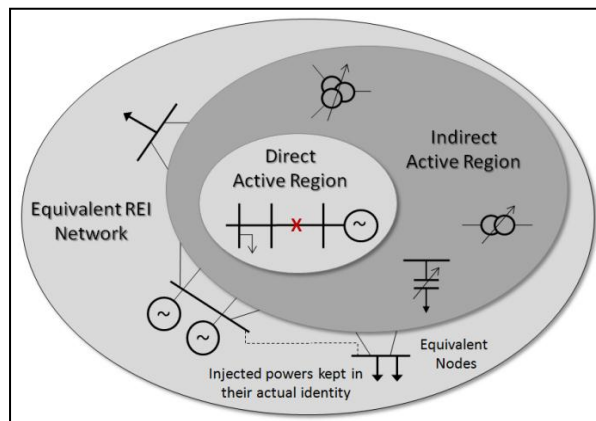 Direct
Active Region
Indirect
Active Region
Equivalent REI
Network
X
~
~
~
Equivalent
Nodes
Injected powers kept in
their actual identity